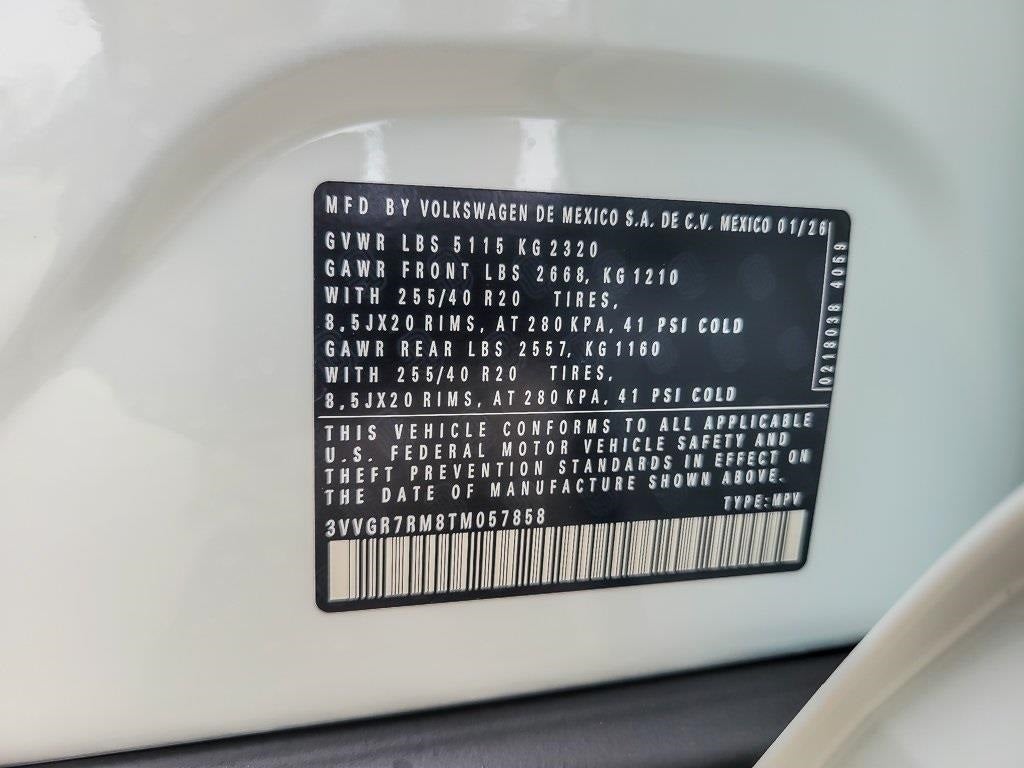 MFD BY VOLKSWAGEN DE MEXICO S.A. DE C.V. MEXICO 01/26
GVWR LBS 5115 KG 2320
GAWR FRONT LBS 2668, KG 1210
WITH 255/40 R20 TIRES,
8,5JX20 RIMS, AT 280 KPA, 41 PSI COLD
GAWR REAR LBS 2557, KG 1160
WITH 255/40 R20 TIRES,
8,5JX20 RIMS, AT 280 KPA, 41 PSI COLD
0218038 4059
THIS VEHICLE CONFORMS TO ALL APPLICABLE
U.S. FEDERAL MOTOR VEHICLE SAFETY AND
THEFT PREVENTION STANDARDS IN EFFECT ON
THE DATE OF MANUFACTURE SHOWN ABOVE.
TYPE:MPV
3VVGR7RM8TM057858